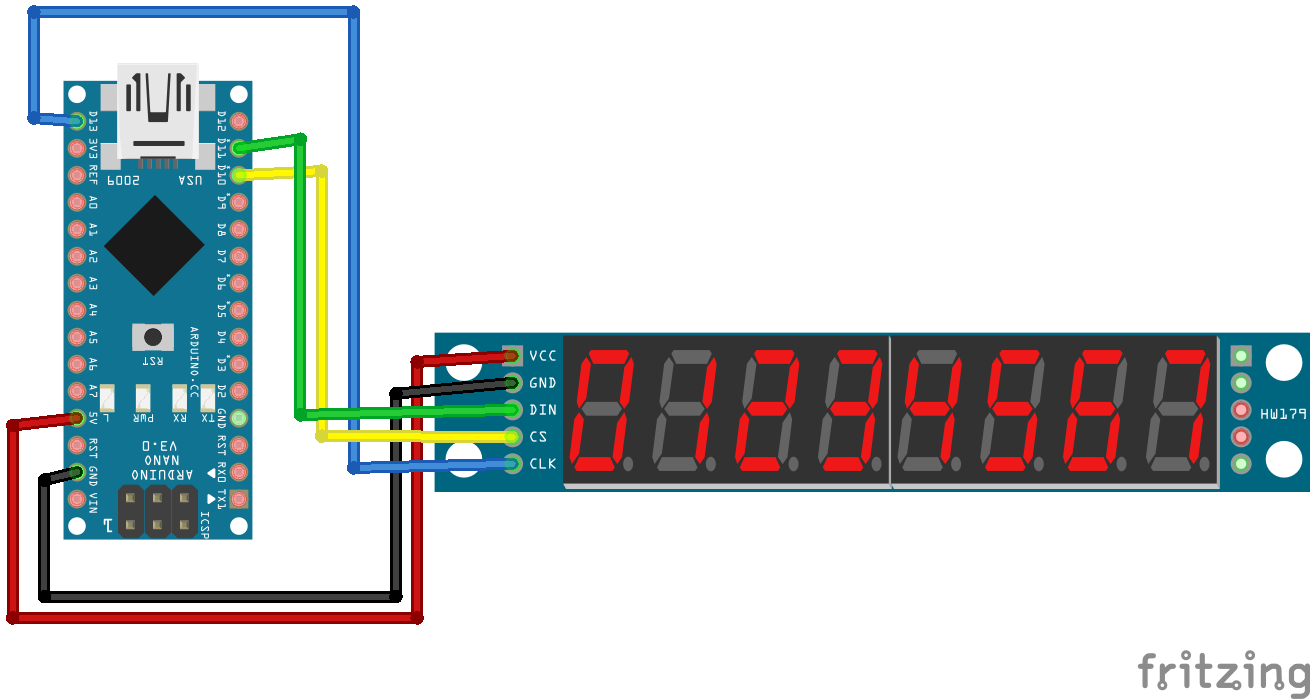 D13
3V3
REF
A0
A1
A2
A3
A4
A5
A6
A7
5V
RST
GND
VIN
D12
D11
D10
D9
D8
D7
D6
D5
D4
D3
D2
GND
RST
RX0
TX1
USA
2009
RST
ARDUINO.CC
TX
RX
PWR
L
ARDUINO
NANO
V3.0
ICSP
1
VCC
GND
DIN
CS
CLK
01234567
HW179
fritzing